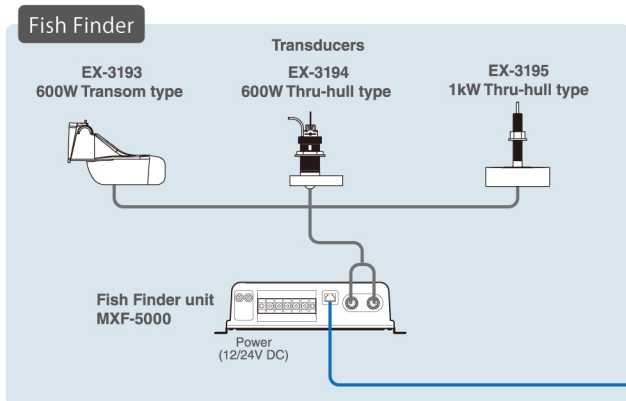 Fish Finder
Transducers
EX-3193
600W Transom type
EX-3194
600W Thru-hull type
EX-3195
1kW Thru-hull type
Fish Finder unit
MXF-5000
Power
(12/24V DC)